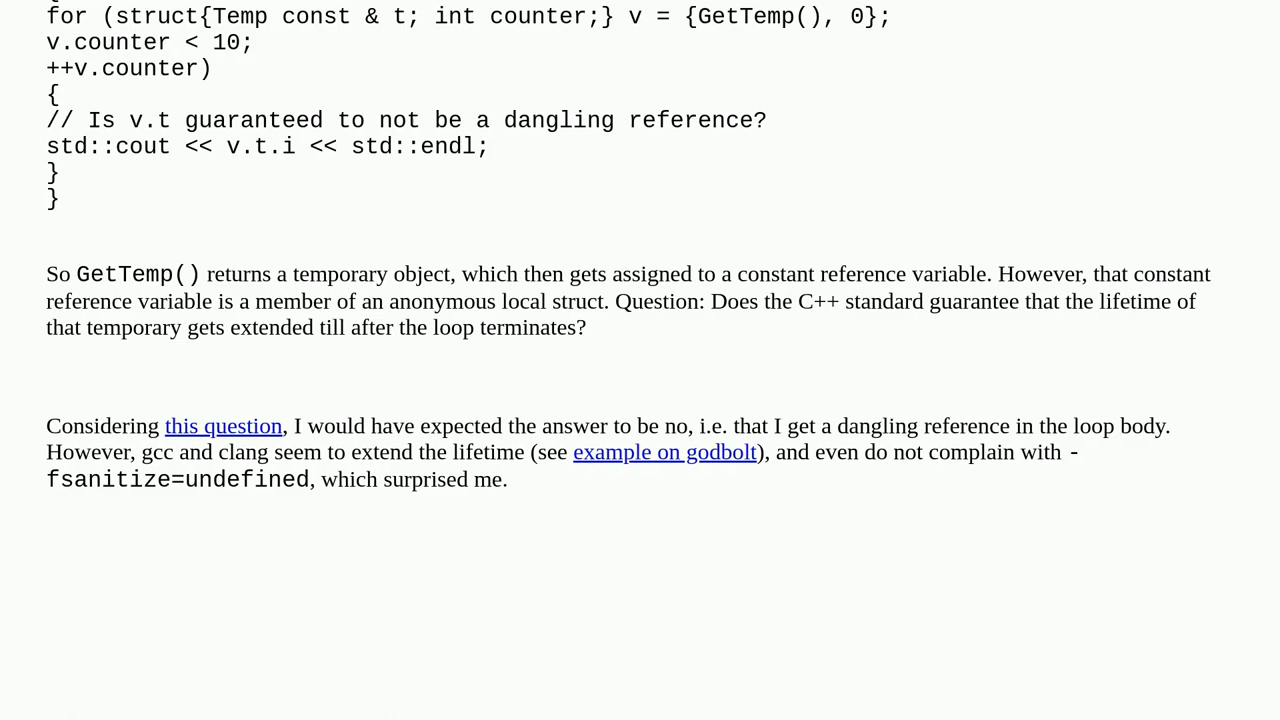 for (struct{Temp const & t; int counter;} v = {GetTemp(), 0};
v.counter < 10;
++v.counter)
{
// Is v.t guaranteed to not be a dangling reference?
std::cout << v.t.i << std::endl;
}
}
So GetTemp() returns a temporary object, which then gets assigned to a constant reference variable. However, that constant
reference variable is a member of an anonymous local struct. Question: Does the C++ standard guarantee that the lifetime of
that temporary gets extended till after the loop terminates?
Considering this question, I would have expected the answer to be no, i.e. that I get a dangling reference in the loop body.
However, gcc and clang seem to extend the lifetime (see example on godbolt), and even do not complain with -
fsanitize=undefined, which surprised me.